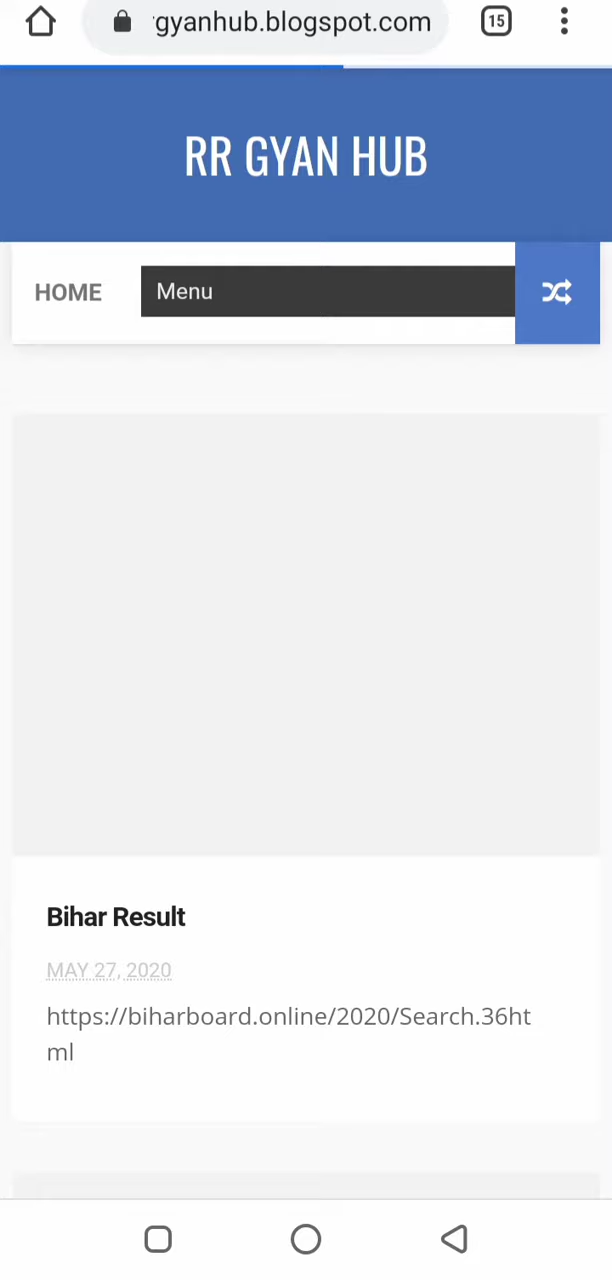 gyanhub.blogspot.com
15
RR GYAN HUB
HOME
Menu
Bihar Result
MAY 27, 2020
https://biharboard.online/2020/Search.36ht
ml